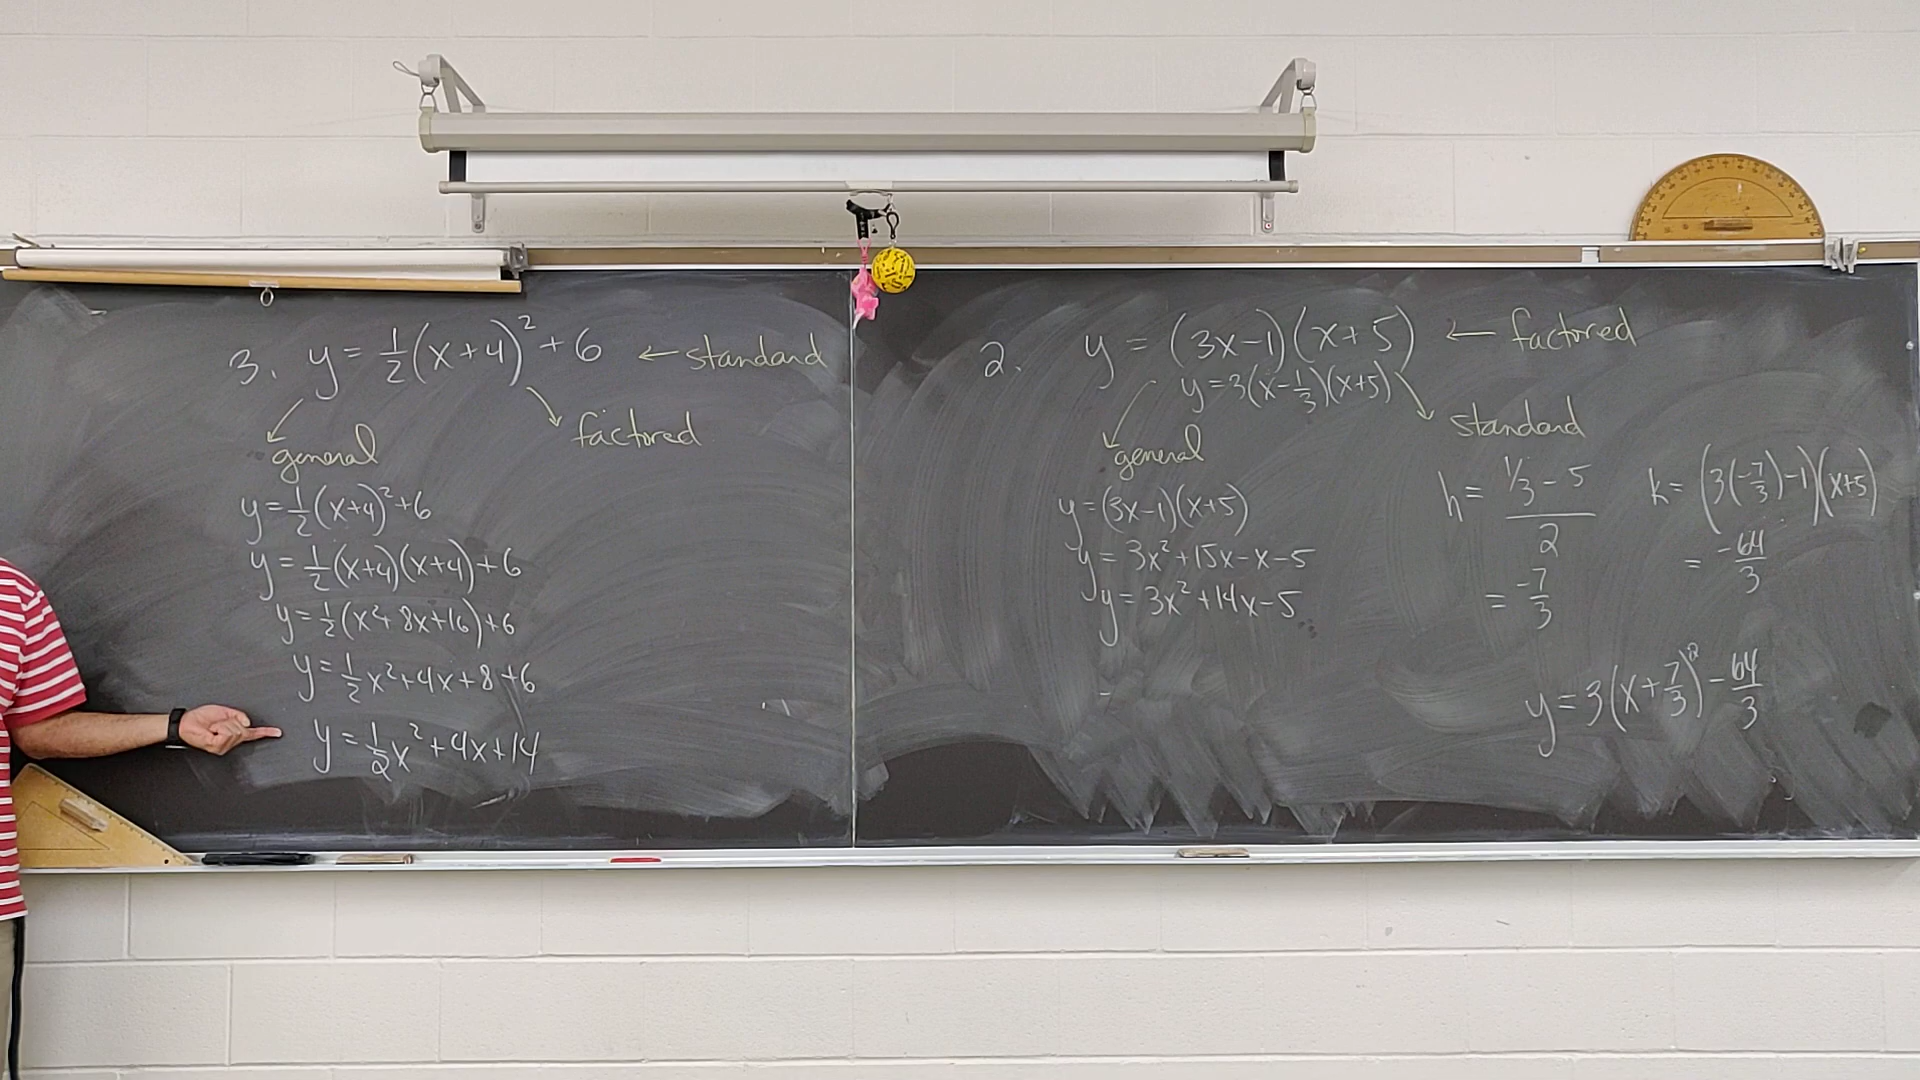 3. y = 1/2(x+4)² + 6 ← standard
general
factored
y = 1/2(x+4)² + 6
y = 1/2(x+4)(x+4) + 6
y = 1/2(x² + 8x + 16) + 6
y = 1/2x² + 4x + 8 + 6
y = 1/2x² + 4x + 14
2. y = (3x-1)(x+5) ← factored
y = 3(x - 1/3)(x+5)
general
standard
y = (3x-1)(x+5)
y = 3x² + 15x - x - 5
y = 3x² + 14x - 5
h = (1/3 - 5)/2
= -7/3
k = (3(-7/3) - 1)(x+5)
= -64/3
y = 3(x + 7/3)² - 64/3